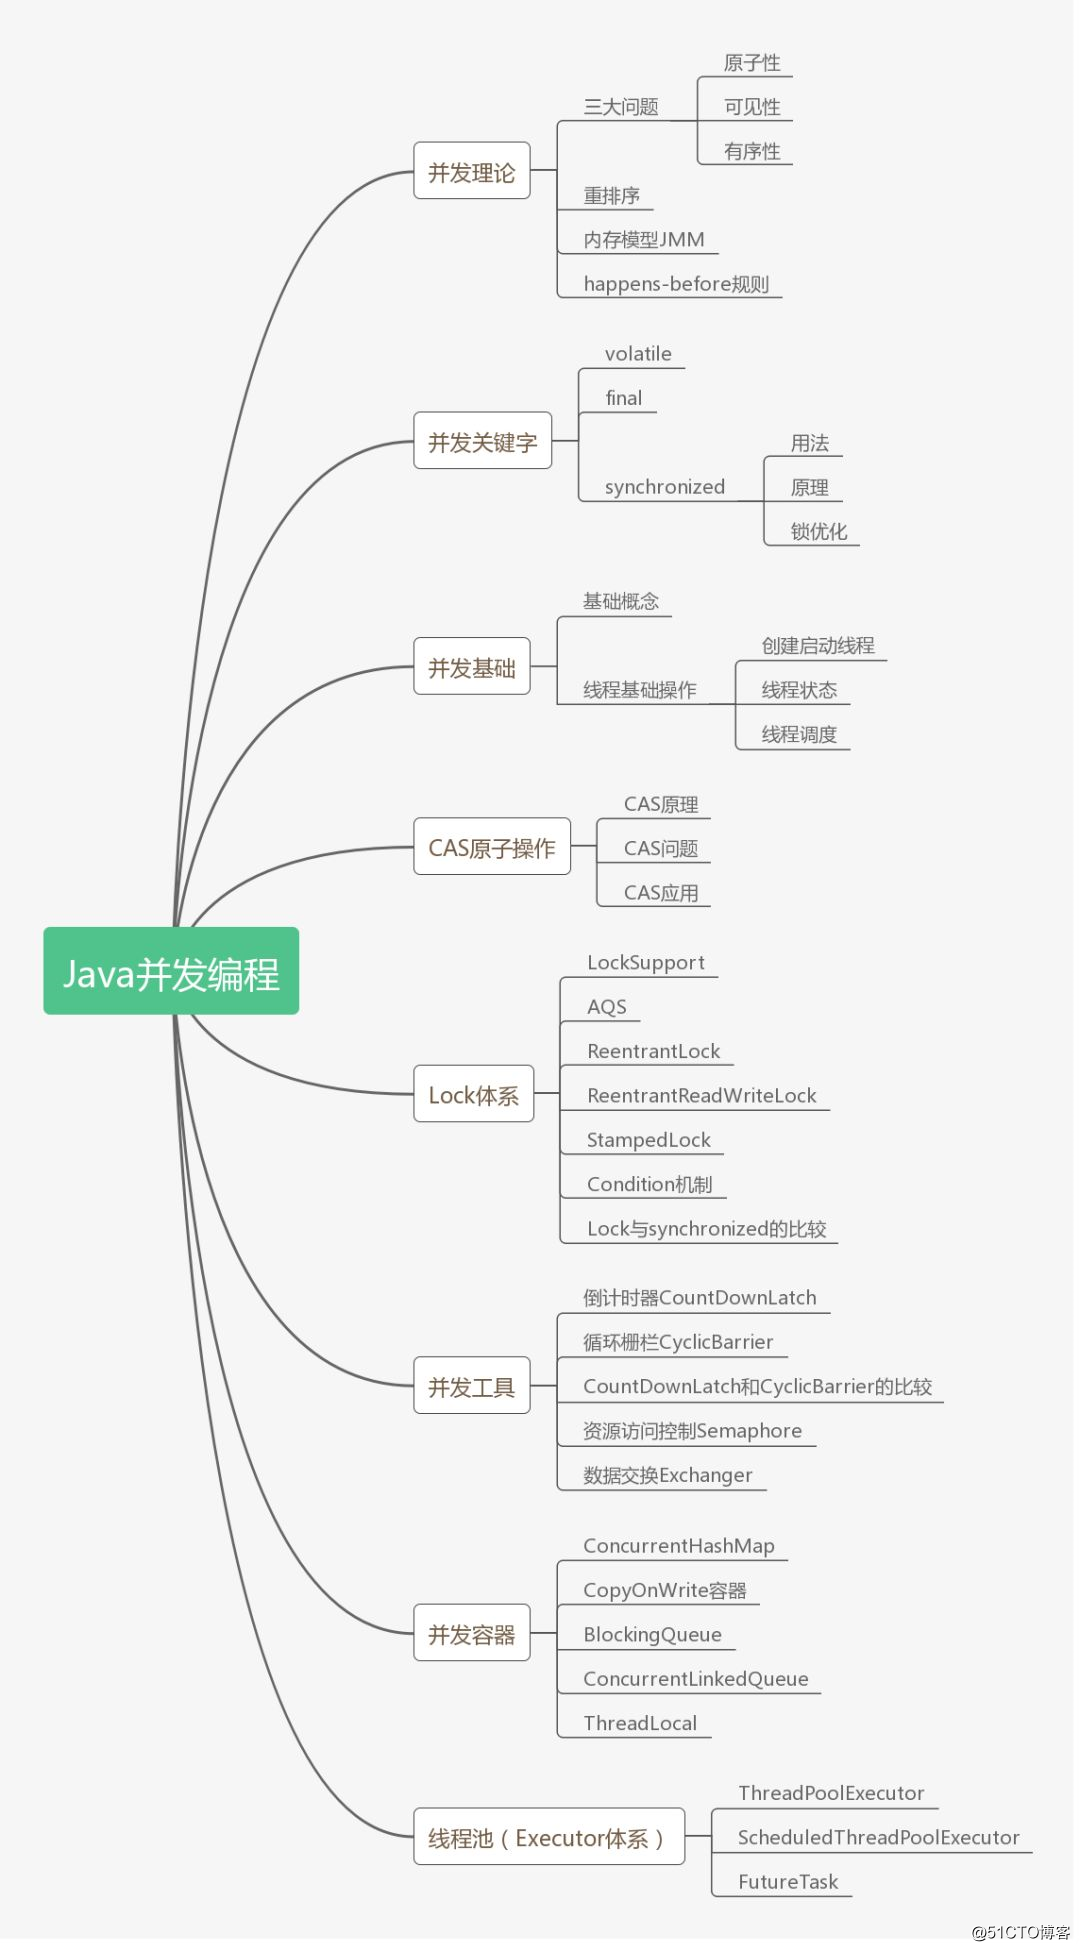 Java并发编程
并发理论
三大问题
原子性
可见性
有序性
重排序
内存模型JMM
happens-before规则
并发关键字
volatile
final
synchronized
用法
原理
锁优化
并发基础
基础概念
线程基础操作
创建启动线程
线程状态
线程调度
CAS原子操作
CAS原理
CAS问题
CAS应用
Lock体系
LockSupport
AQS
ReentrantLock
ReentrantReadWriteLock
StampedLock
Condition机制
Lock与synchronized的比较
并发工具
倒计时器CountDownLatch
循环栅栏CyclicBarrier
CountDownLatch和CyclicBarrier的比较
资源访问控制Semaphore
数据交换Exchanger
并发容器
ConcurrentHashMap
CopyOnWrite容器
BlockingQueue
ConcurrentLinkedQueue
ThreadLocal
线程池（Executor体系）
ThreadPoolExecutor
ScheduledThreadPoolExecutor
FutureTask
@51CTO博客